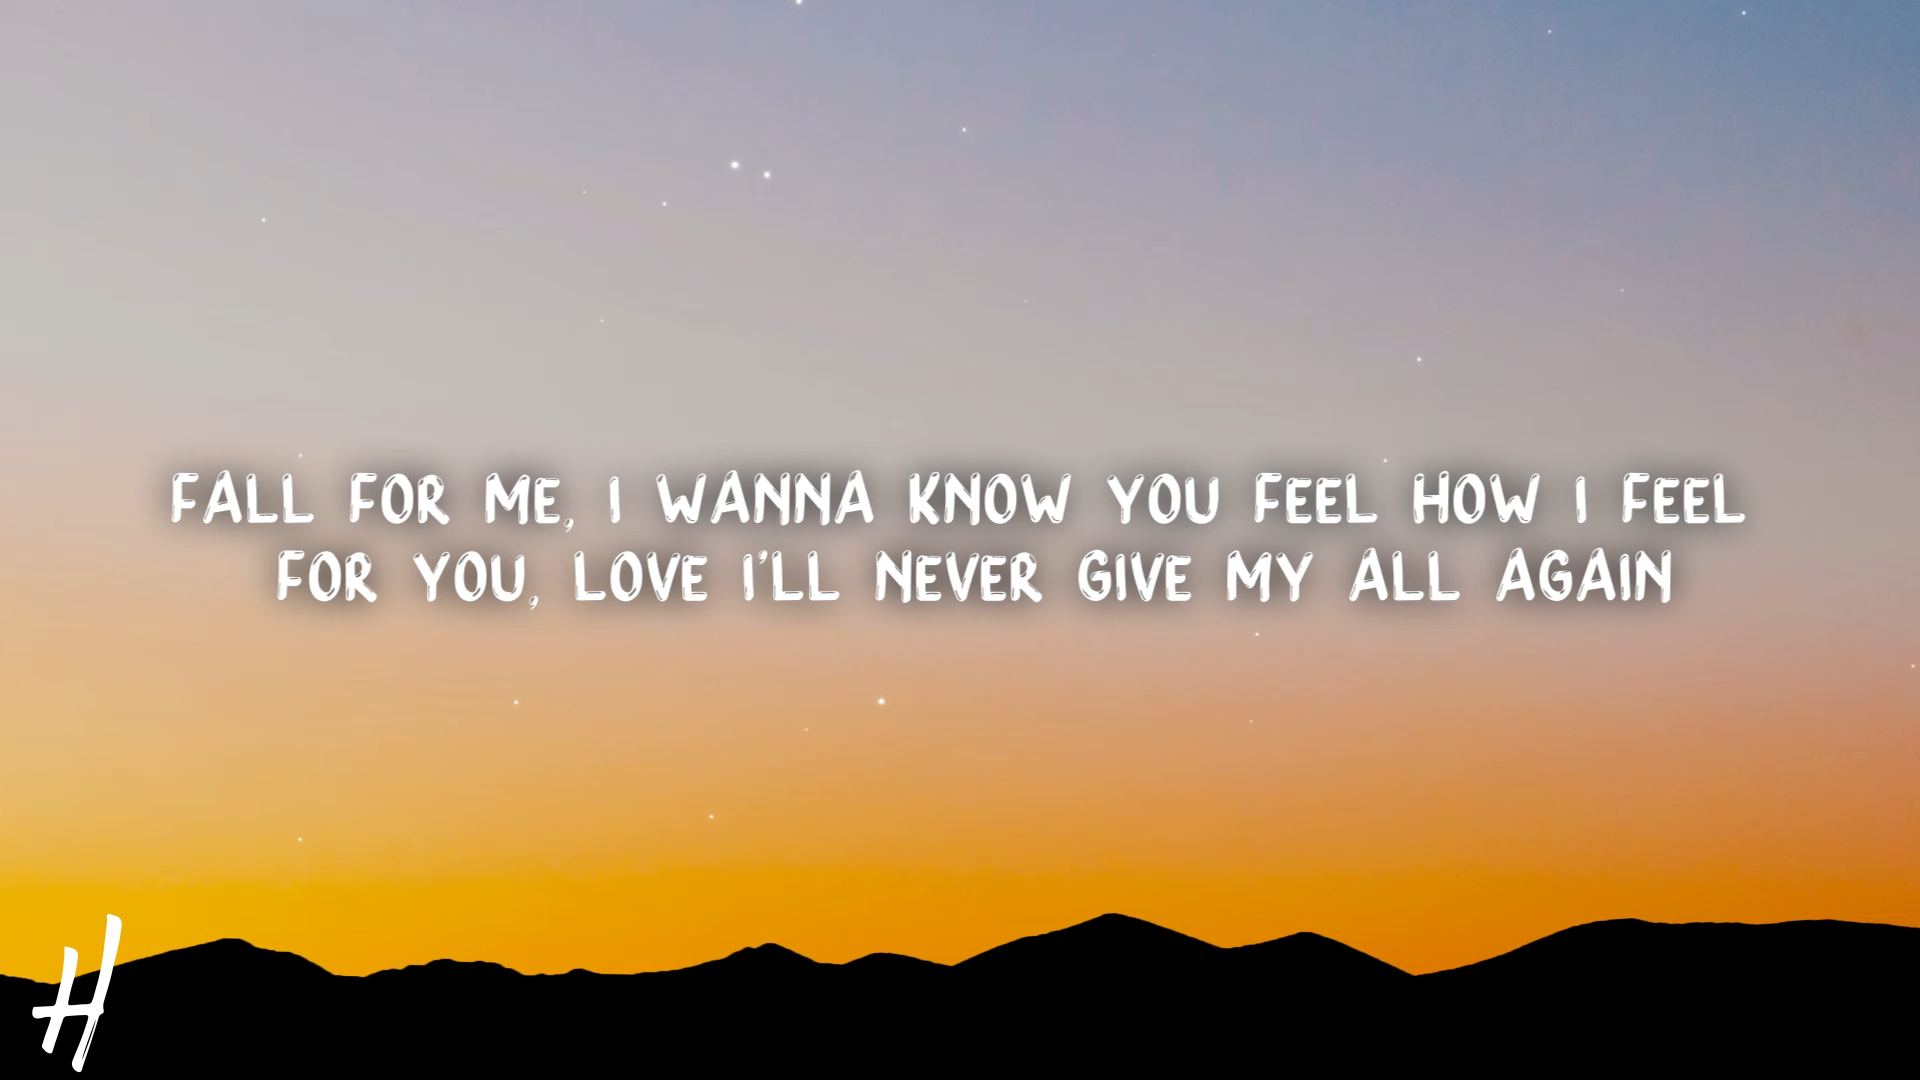 FALL FOR ME, I WANNA KNOW YOU FEEL HOW I FEEL
FOR YOU, LOVE I'LL NEVER GIVE MY ALL AGAIN
H